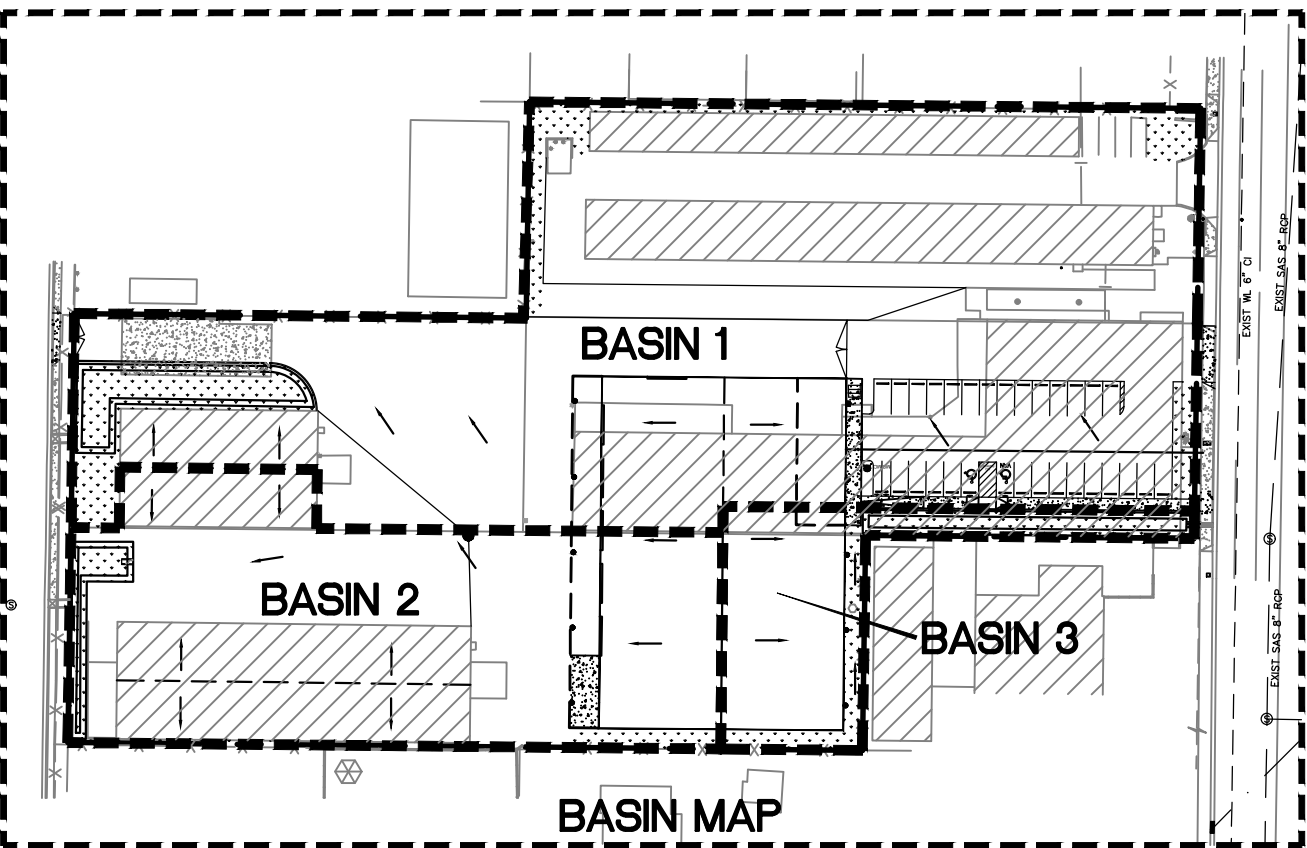 BASIN 1
EXIST WL 6" CI
EXIST SAS 8" RCP
BASIN 2
BASIN 3
EXIST SAS 8" RCP
S
S
S
BASIN MAP